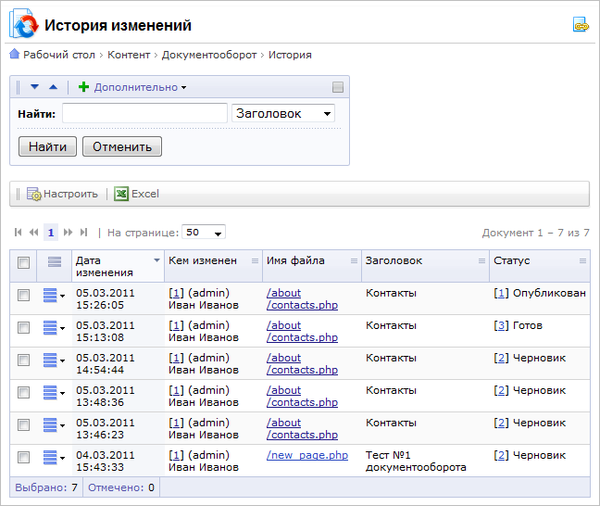 История изменений
Рабочий стол › Контент › Документооборот › История
Дополнительно
Найти: Заголовок
Найти Отменить
Настроить Excel
1 На странице: 50 Документ 1 – 7 из 7
Дата изменения Кем изменен Имя файла Заголовок Статус
05.03.2011 [1] (admin) /about Контакты [1] Опубликован
15:26:05 Иван Иванов /contacts.php
05.03.2011 [1] (admin) /about Контакты [3] Готов
15:13:08 Иван Иванов /contacts.php
05.03.2011 [1] (admin) /about Контакты [2] Черновик
14:54:44 Иван Иванов /contacts.php
05.03.2011 [1] (admin) /about Контакты [2] Черновик
13:48:36 Иван Иванов /contacts.php
05.03.2011 [1] (admin) /about Контакты [2] Черновик
13:46:23 Иван Иванов /contacts.php
04.03.2011 [1] (admin) /new_page.php Тест №1 [2] Черновик
15:43:33 Иван Иванов документооборота
Выбрано: 7 Отмечено: 0